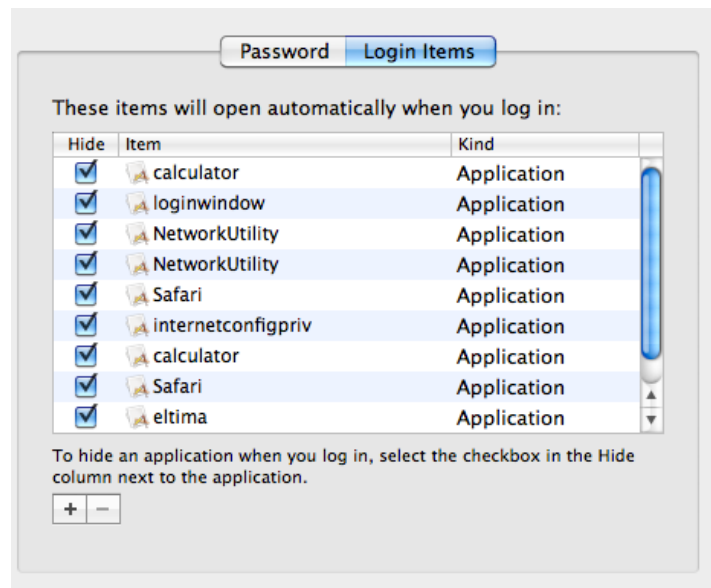 Password Login Items
These items will open automatically when you log in:
Hide Item Kind
calculator Application
loginwindow Application
NetworkUtility Application
NetworkUtility Application
Safari Application
internetconfigpriv Application
calculator Application
Safari Application
eltima Application
To hide an application when you log in, select the checkbox in the Hide
column next to the application.
+ −